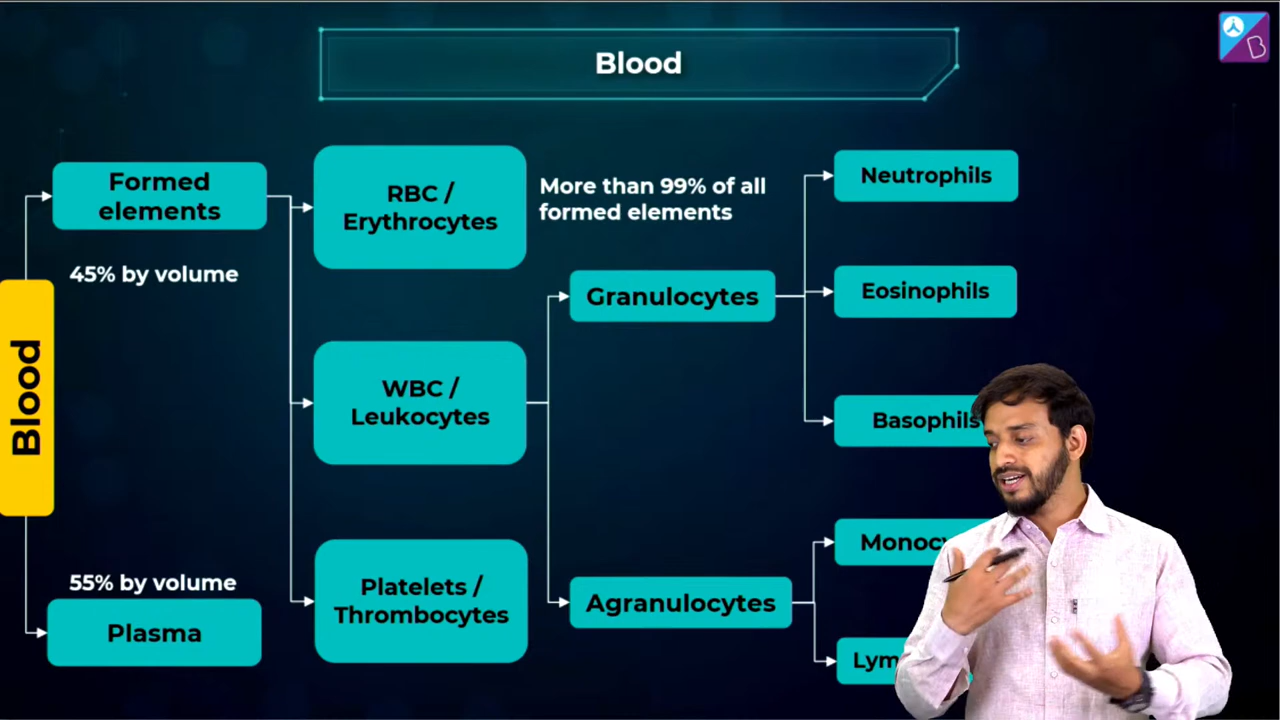 Blood
Formed
elements
45% by volume
Blood
55% by volume
Plasma
RBC /
Erythrocytes
More than 99% of all
formed elements
WBC /
Leukocytes
Platelets /
Thrombocytes
Granulocytes
Agranulocytes
Neutrophils
Eosinophils
Basophils
B